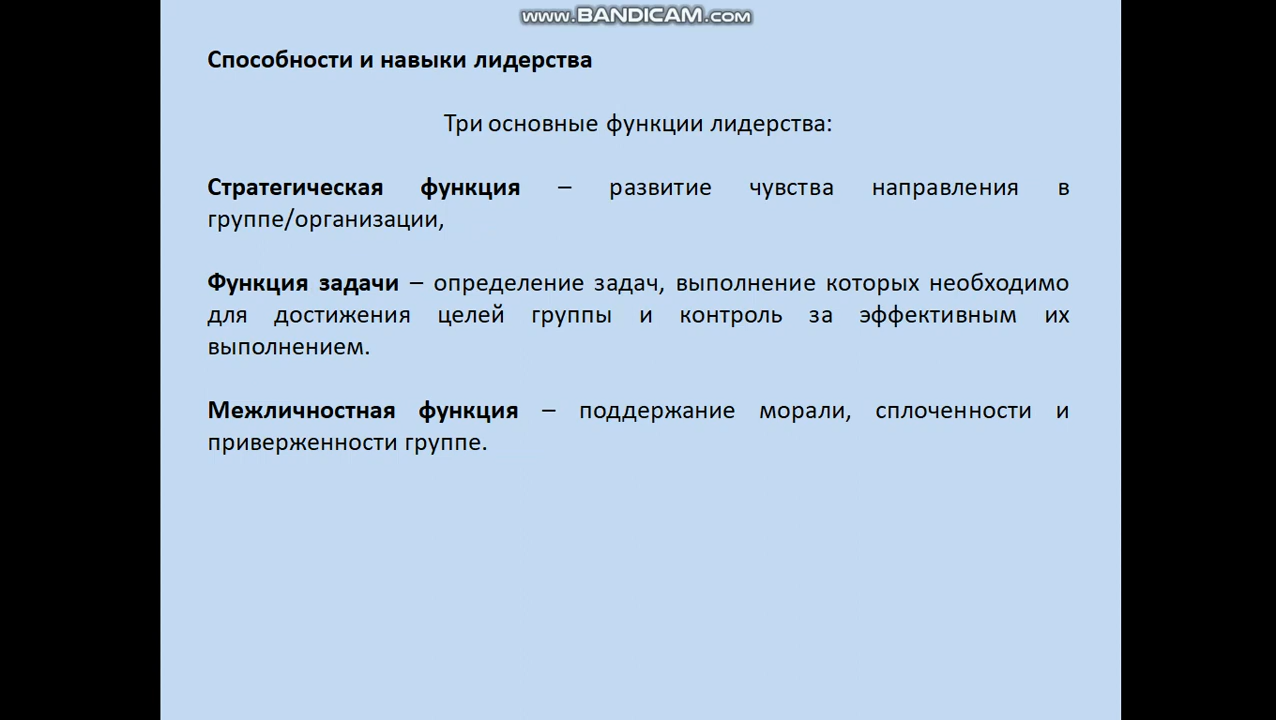 www.BANDICAM.com
Способности и навыки лидерства
Три основные функции лидерства:
Стратегическая функция – развитие чувства направления в
группе/организации,
Функция задачи – определение задач, выполнение которых необходимо
для достижения целей группы и контроль за эффективным их
выполнением.
Межличностная функция – поддержание морали, сплоченности и
приверженности группе.